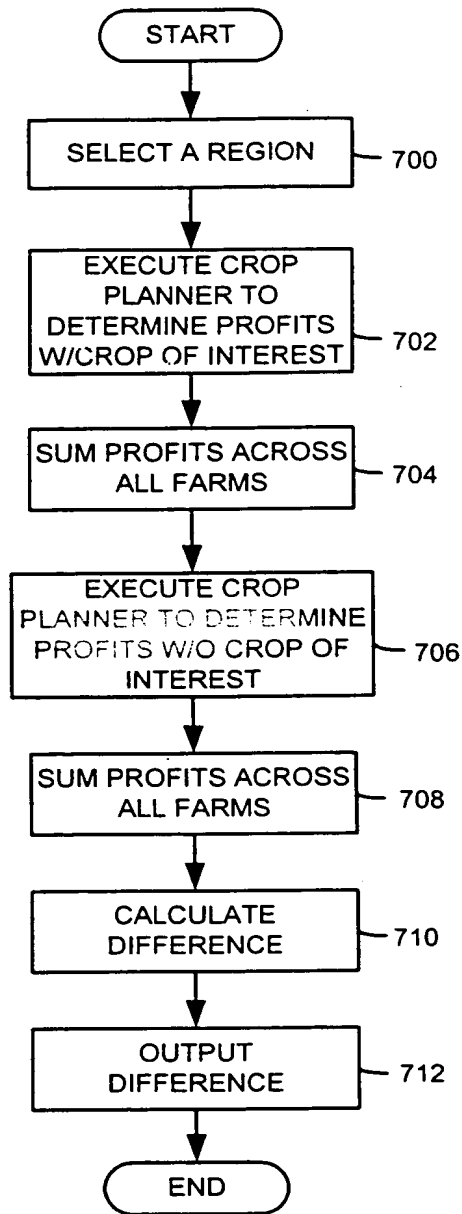 START
SELECT A REGION
700
EXECUTE CROP
PLANNER TO
DETERMINE PROFITS
W/CROP OF INTEREST
702
SUM PROFITS ACROSS
ALL FARMS
704
EXECUTE CROP
PLANNER TO DETERMINE
PROFITS W/O CROP OF
INTEREST
706
SUM PROFITS ACROSS
ALL FARMS
708
CALCULATE
DIFFERENCE
710
OUTPUT
DIFFERENCE
712
END